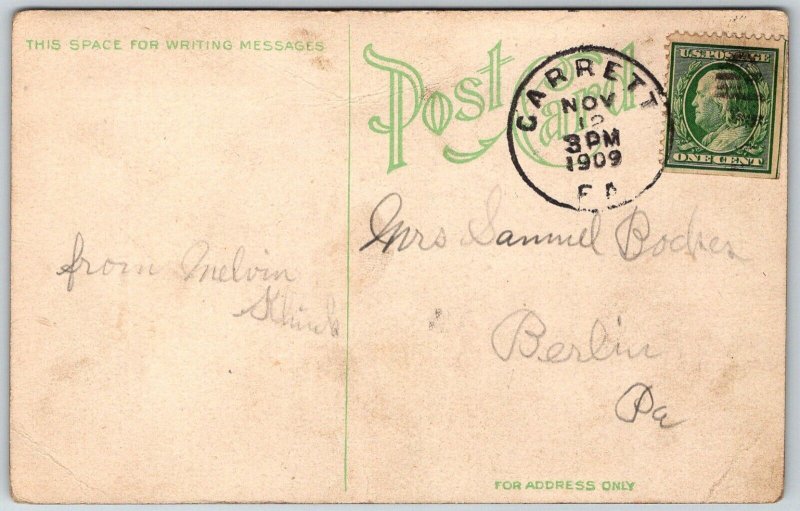 THIS SPACE FOR WRITING MESSAGES
Post Card
GARRETT
NOV
12
3 PM
1909
PA
U.S. POSTAGE
ONE CENT
Mrs Samuel
Berlin
Pa
from Melvin
FOR ADDRESS ONLY